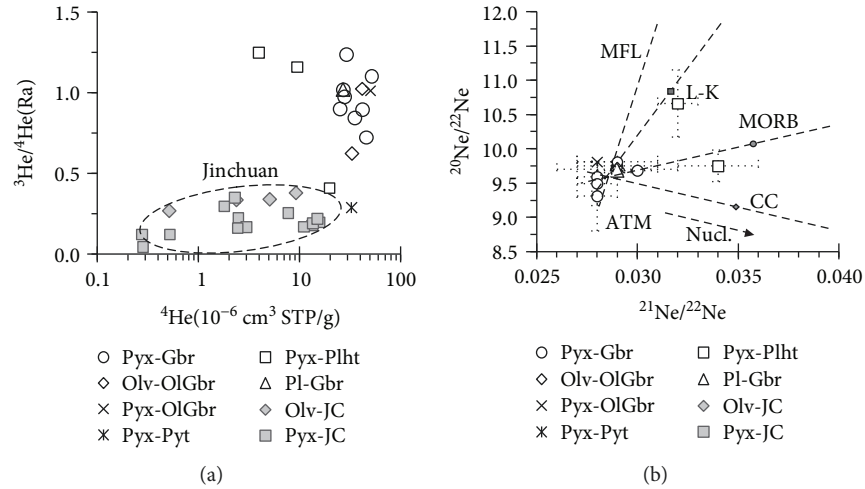 1.5
1.0
0.5
0.0
³He/⁴He(Ra)
Jinchuan
0.1
1
10
100
⁴He(10⁻⁶ cm³ STP/g)
Pyx-Gbr
Olv-OlGbr
Pyx-OlGbr
Pyx-Pyt
Pyx-Plht
Pl-Gbr
Olv-JC
Pyx-JC
(a)
12.0
11.5
11.0
10.5
10.0
9.5
9.0
8.5
²⁰Ne/²²Ne
MFL
L-K
MORB
CC
ATM
Nucl.
0.025
0.030
0.035
0.040
²¹Ne/²²Ne
Pyx-Gbr
Olv-OlGbr
Pyx-OlGbr
Pyx-Pyt
Pyx-Plht
Pl-Gbr
Olv-JC
Pyx-JC
(b)